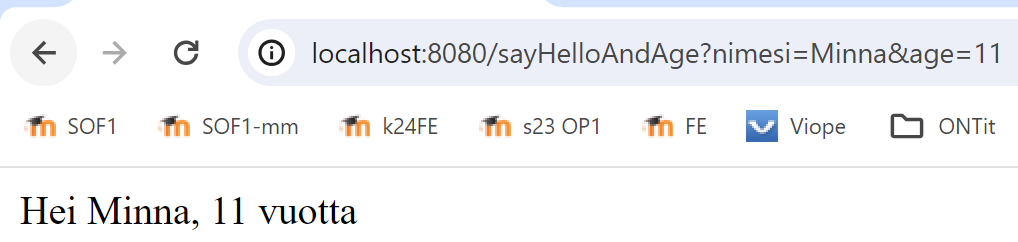 localhost:8080/sayHelloAndAge?nimesi=Minna&age=11
SOF1 SOF1-mm k24FE s23 OP1 FE Viope ONTit
Hei Minna, 11 vuotta